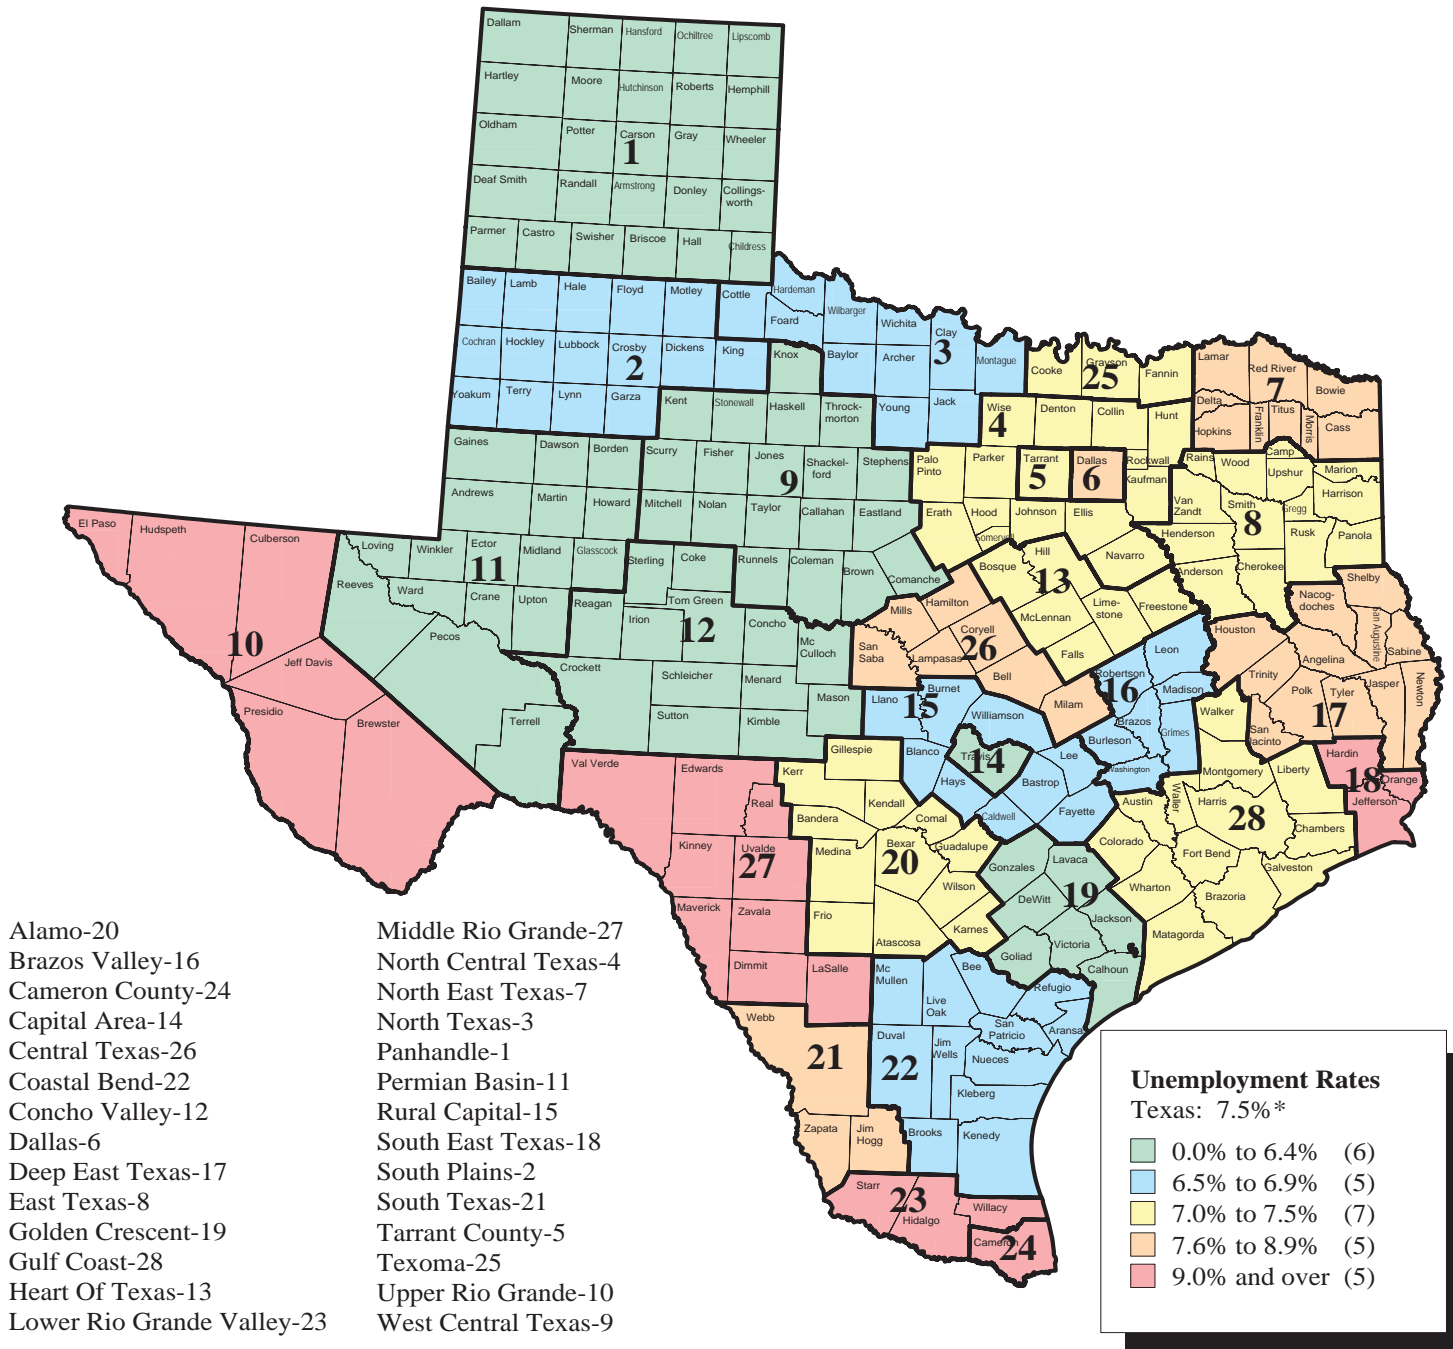 Dallam
Sherman
Hansford
Ochiltree
Lipscomb
Hartley
Moore
Hutchinson
Roberts
Hemphill
Oldham
Potter
Carson
Gray
Wheeler
1
Deaf Smith
Randall
Armstrong
Donley
Collings-
worth
Parmer
Castro
Swisher
Briscoe
Hall
Childress
Bailey
Lamb
Hale
Floyd
Motley
Cottle
Hardeman
Foard
Wilbarger
Wichita
Clay
Cochran
Hockley
Lubbock
Crosby
Dickens
King
Knox
Baylor
Archer
3
Montague
2
Yoakum
Terry
Lynn
Garza
Kent
Stonewall
Haskell
Throck-
morton
Young
Jack
Cooke
Grayson
25
Fannin
Lamar
Red River
7
Bowie
Wise
4
Denton
Collin
Hunt
Delta
Hopkins
Franklin
Titus
Morris
Cass
Gaines
Dawson
Borden
Scurry
Fisher
Jones
Shackel-
ford
Stephens
9
Palo
Pinto
Parker
Tarrant
5
Dallas
6
Rockwall
Kaufman
Rains
Wood
Camp
Upshur
Marion
Harrison
Andrews
Martin
Howard
Mitchell
Nolan
Taylor
Callahan
Eastland
Erath
Hood
Somervell
Johnson
Ellis
Van
Zandt
Smith
8
Gregg
Rusk
Panola
Henderson
El Paso
Hudspeth
Culberson
Loving
Winkler
Ector
Midland
Glasscock
11
Sterling
Coke
Runnels
Coleman
Brown
Comanche
Bosque
Hill
13
Navarro
Anderson
Cherokee
Shelby
Reeves
Ward
Crane
Upton
Reagan
Irion
Tom Green
12
Concho
Mc
Culloch
Mills
Hamilton
McLennan
Lime-
stone
Freestone
Nacog-
doches
San Augustine
Sabine
10
Jeff Davis
Pecos
Crockett
Schleicher
Menard
San
Saba
Lampasas
Coryell
26
Bell
Falls
Leon
Houston
Angelina
Robertson
16
Madison
Trinity
Polk
Tyler
Jasper
Newton
17
Presidio
Brewster
Terrell
Sutton
Kimble
Mason
Llano
15
Burnet
Williamson
Milam
Brazos
Burleson
Grimes
Walker
San
Jacinto
Gillespie
Blanco
Travis
14
Lee
Washington
Montgomery
Liberty
Hardin
18
Orange
Jefferson
Val Verde
Edwards
Real
Kerr
Bandera
Kendall
Hays
Comal
Caldwell
Bastrop
Fayette
Austin
Waller
Harris
28
Chambers
Kinney
Uvalde
27
Medina
Bexar
20
Guadalupe
Wilson
Gonzales
Lavaca
Colorado
Fort Bend
Galveston
Maverick
Zavala
Frio
Atascosa
Karnes
DeWitt
19
Wharton
Brazoria
Jackson
Victoria
Matagorda
Goliad
Calhoun
Dimmit
LaSalle
Mc
Mullen
Live
Oak
Bee
Refugio
Aransa
San
Patricio
Webb
21
Duval
22
Jim
Wells
Nueces
Kleberg
Zapata
Jim
Hogg
Brooks
Kenedy
Starr
23
Hidalgo
Willacy
Cameron
24
Alamo-20
Brazos Valley-16
Cameron County-24
Capital Area-14
Central Texas-26
Coastal Bend-22
Concho Valley-12
Dallas-6
Deep East Texas-17
East Texas-8
Golden Crescent-19
Gulf Coast-28
Heart Of Texas-13
Lower Rio Grande Valley-23
Middle Rio Grande-27
North Central Texas-4
North East Texas-7
North Texas-3
Panhandle-1
Permian Basin-11
Rural Capital-15
South East Texas-18
South Plains-2
South Texas-21
Tarrant County-5
Texoma-25
Upper Rio Grande-10
West Central Texas-9
Unemployment Rates
Texas: 7.5%*
0.0% to 6.4% (6)
6.5% to 6.9% (5)
7.0% to 7.5% (7)
7.6% to 8.9% (5)
9.0% and over (5)